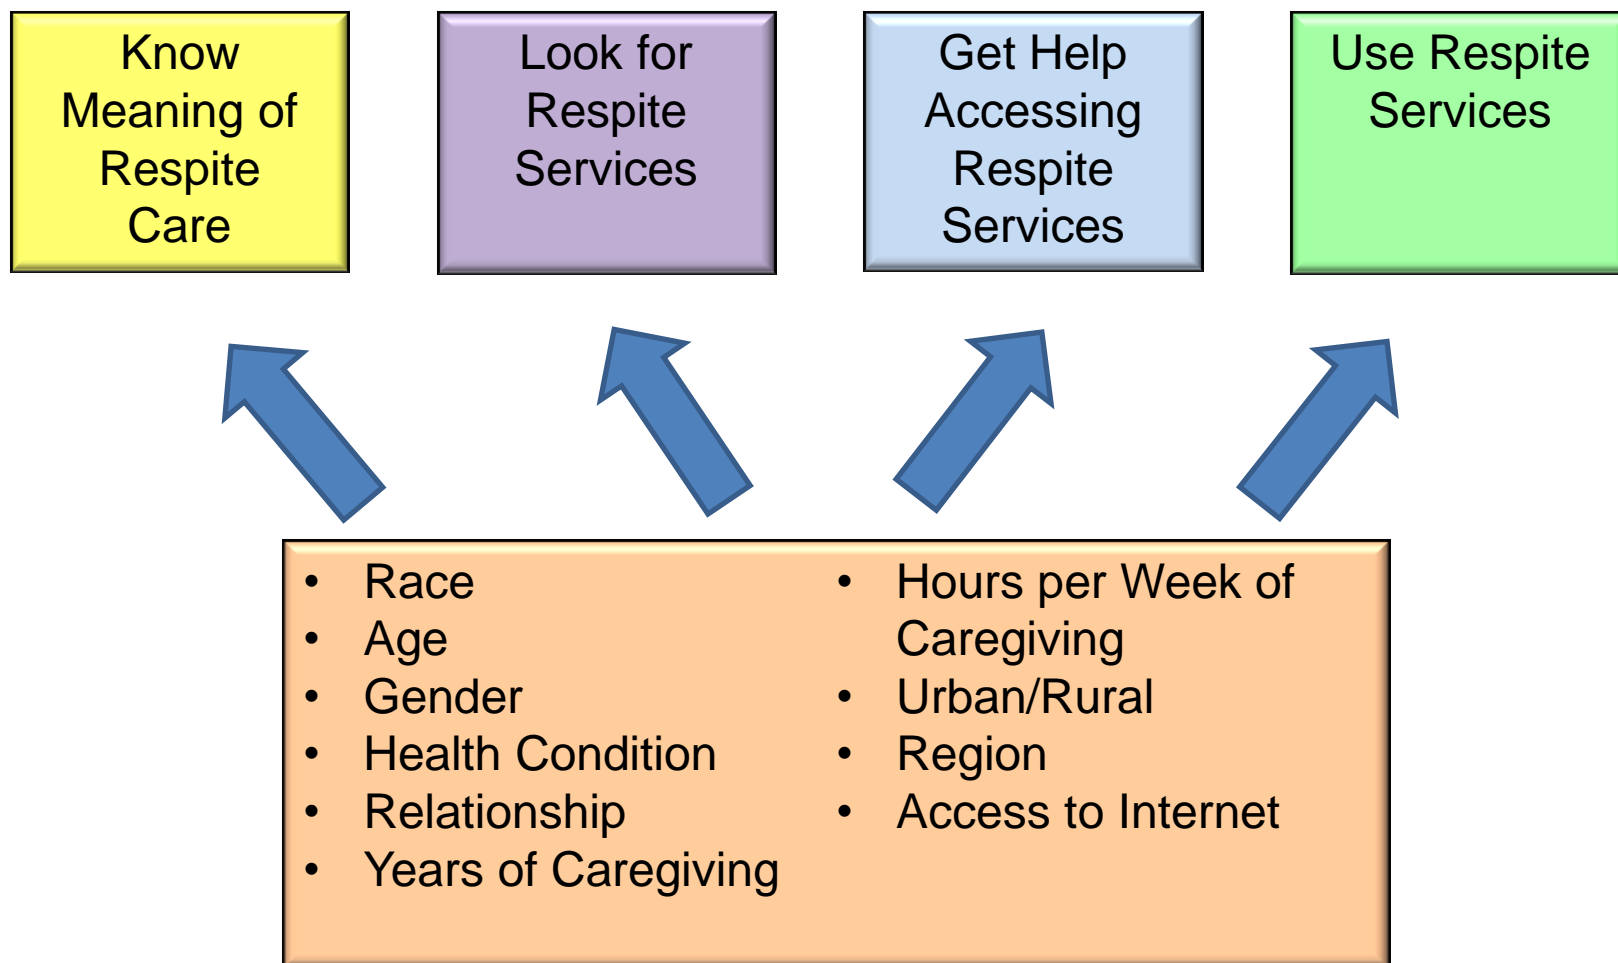 Know
Meaning of
Respite
Care
Look for
Respite
Services
Get Help
Accessing
Respite
Services
Use Respite
Services
• Race
• Age
• Gender
• Health Condition
• Relationship
• Years of Caregiving
• Hours per Week of
Caregiving
• Urban/Rural
• Region
• Access to Internet